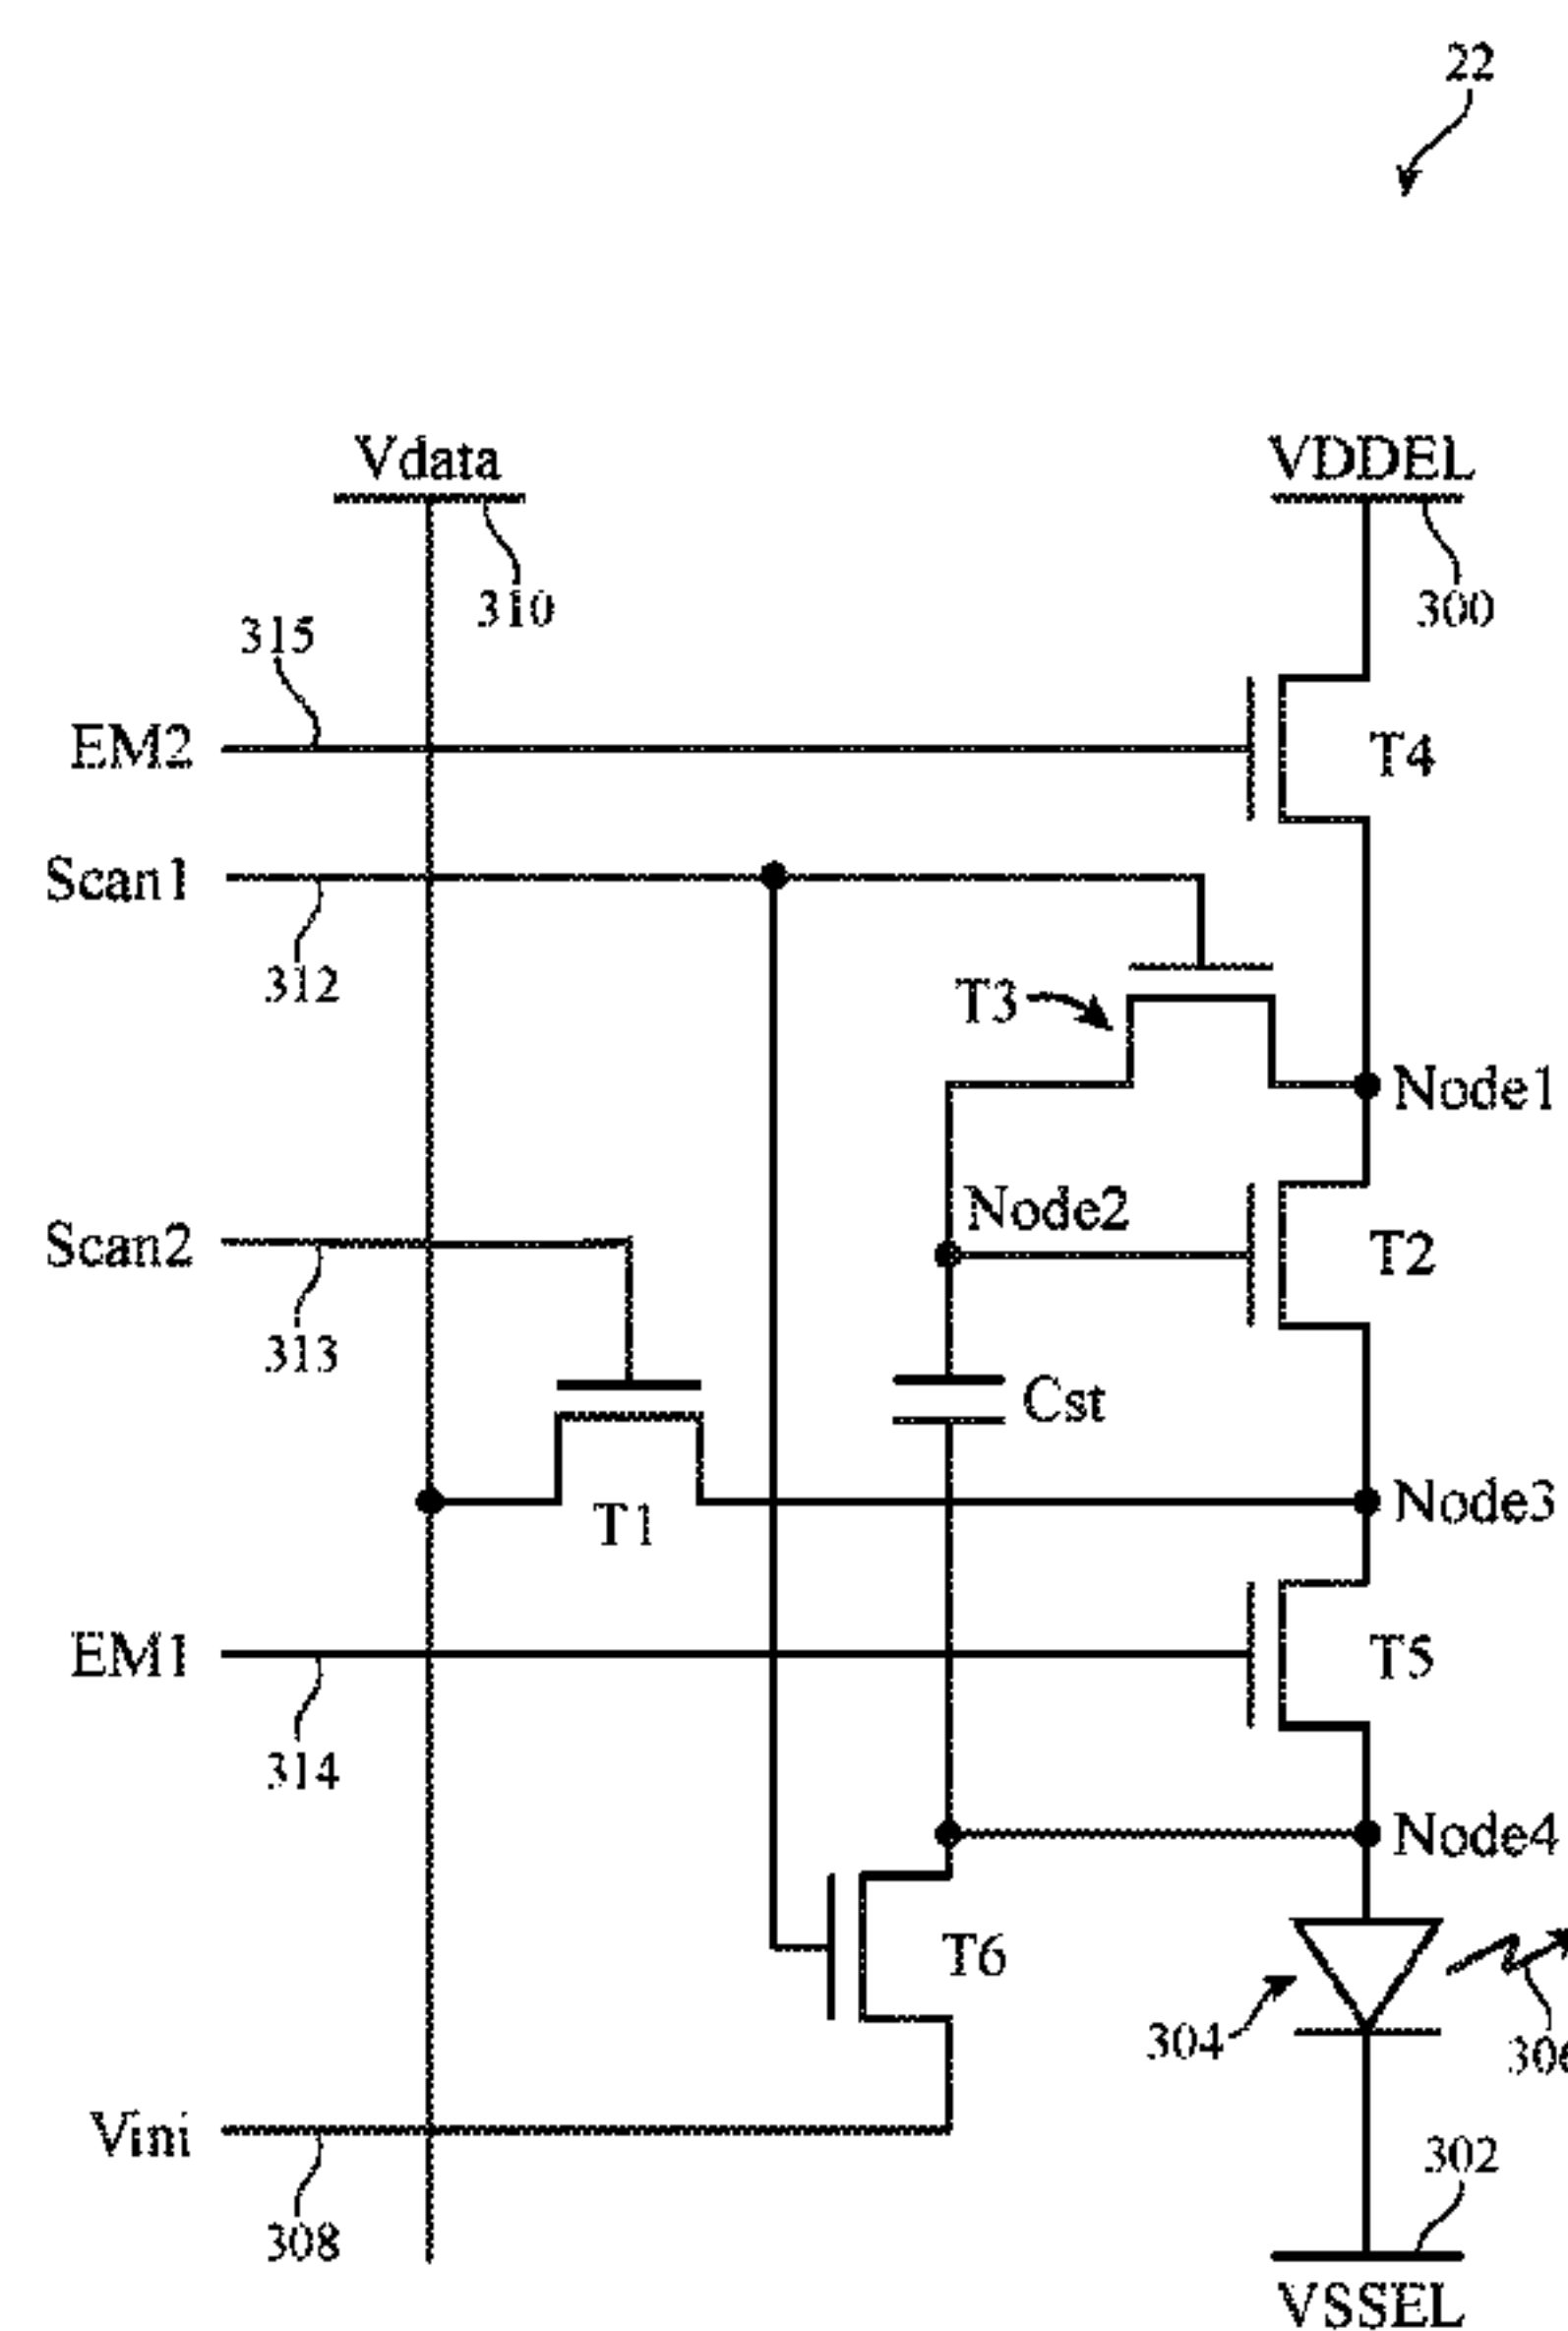 22
Vdata
VDDEL
310
300
315
EM2
T4
Scan1
312
T3
Node1
Node2
Scan2
T2
313
Cst
Node3
T1
EM1
T5
314
Node4
T6
304
306
Vini
302
308
VSSEL